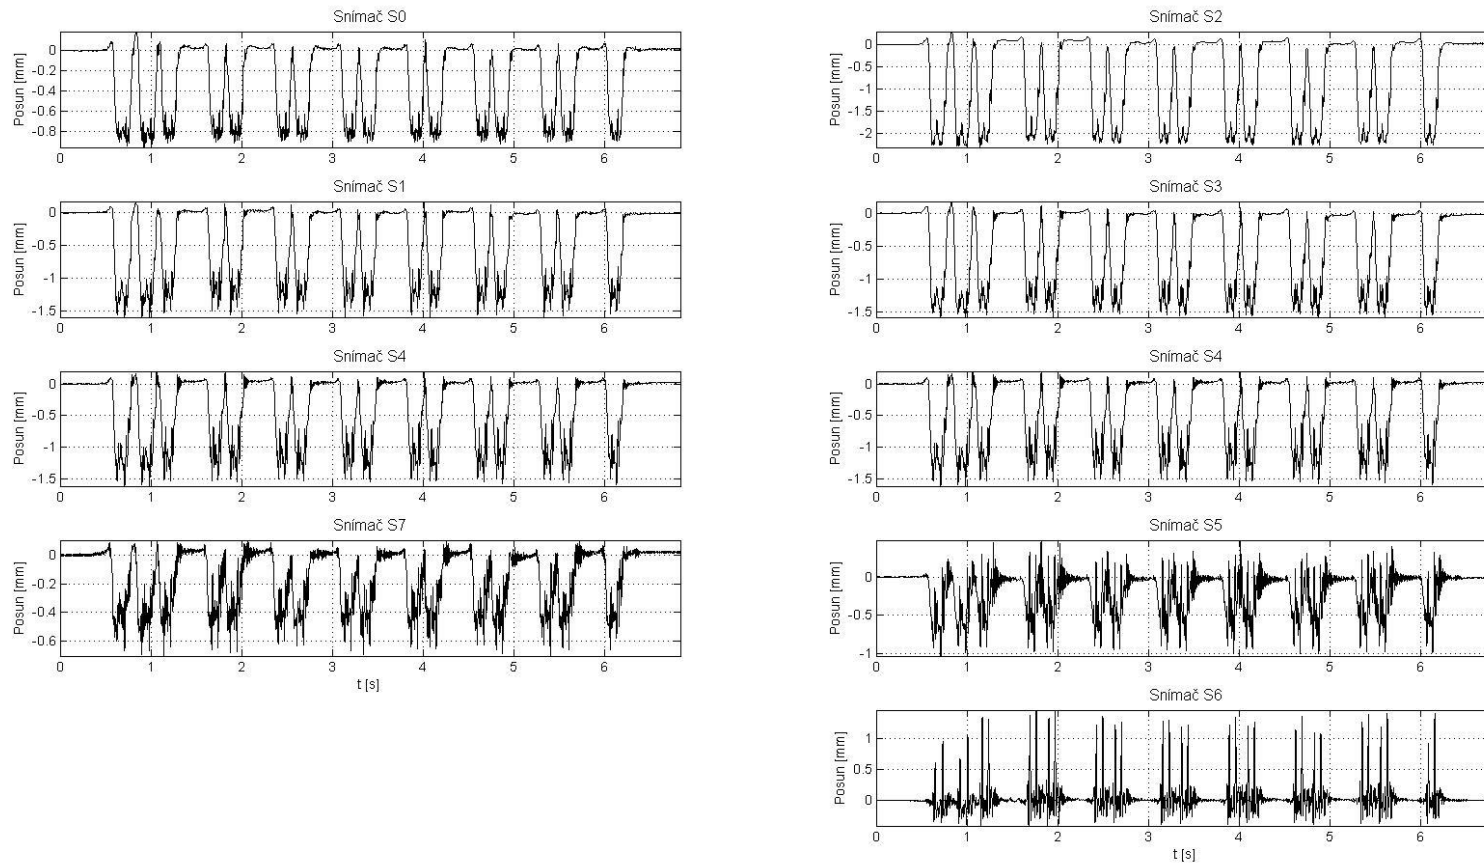 Snímač S0
Posun [mm]
0
-0.2
-0.4
-0.6
-0.8
0 1 2 3 4 5 6
Snímač S1
Posun [mm]
0
-0.5
-1
-1.5
0 1 2 3 4 5 6
Snímač S4
Posun [mm]
0
-0.5
-1
-1.5
0 1 2 3 4 5 6
Snímač S7
Posun [mm]
0
-0.2
-0.4
-0.6
0 1 2 3 4 5 6
t [s]
Snímač S2
Posun [mm]
0
-0.5
-1
-1.5
-2
0 1 2 3 4 5 6
Snímač S3
Posun [mm]
0
-0.5
-1
-1.5
0 1 2 3 4 5 6
Snímač S4
Posun [mm]
0
-0.5
-1
-1.5
0 1 2 3 4 5 6
Snímač S5
Posun [mm]
0
-0.5
-1
0 1 2 3 4 5 6
Snímač S6
Posun [mm]
1
0.5
0
0 1 2 3 4 5 6
t [s]